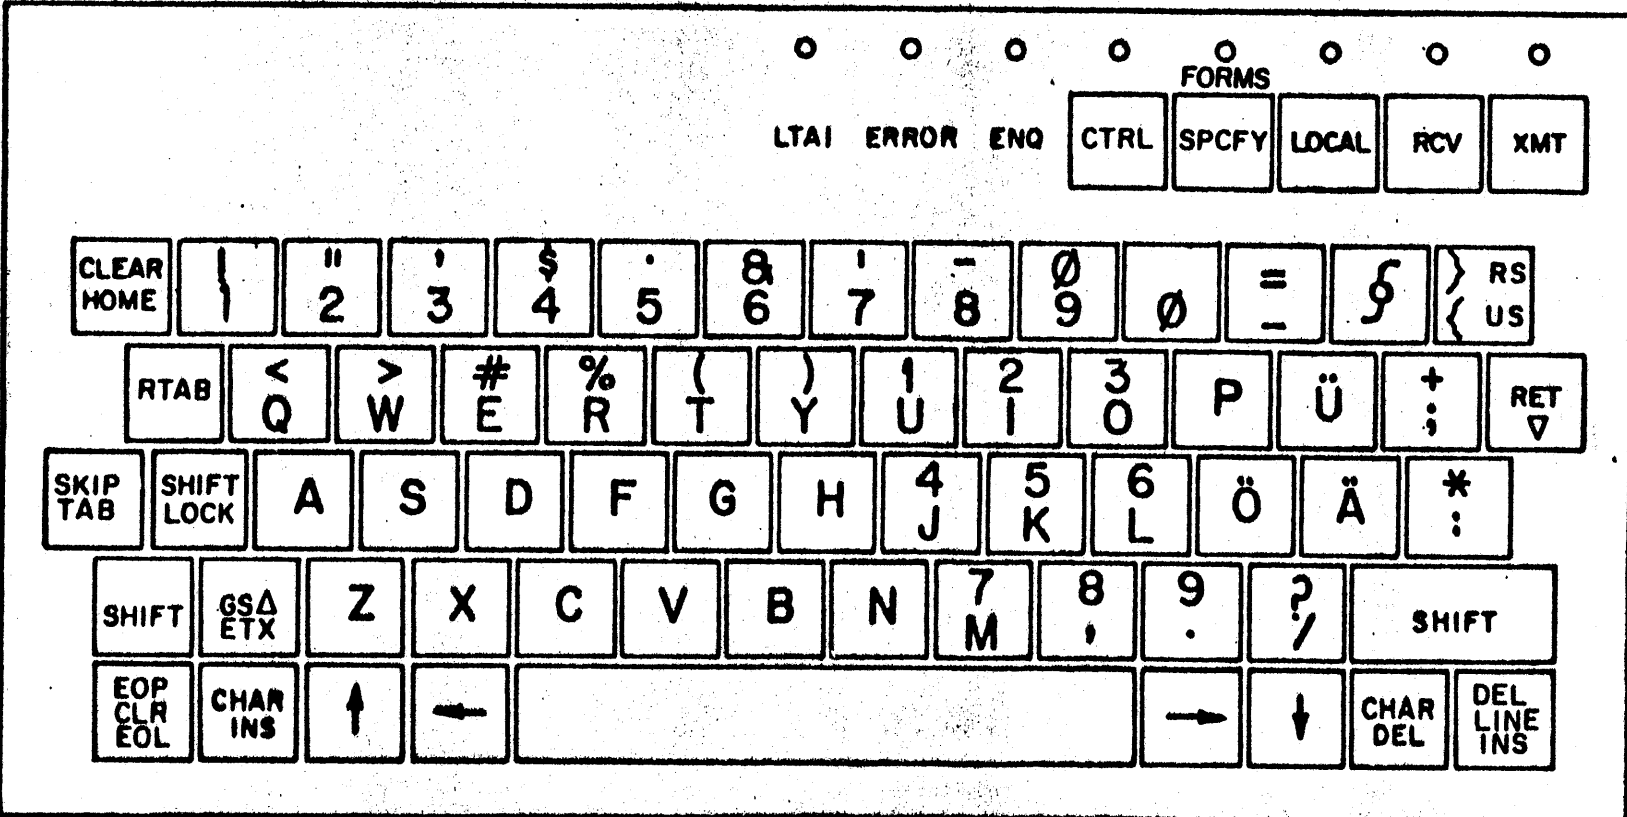 FORMS
LTAI ERROR ENQ CTRL SPCFY LOCAL RCV XMT
CLEAR | " ' $ . & ' - Ø = § } RS
HOME 2 3 4 5 6 7 8 9 Ø - { US
RTAB < > # % ( ) 1 2 3 P Ü + RET
Q W E R T Y U I O ; ▽
SKIP SHIFT A S D F G H 4 5 6 Ö Ä *
TAB LOCK J K L :
SHIFT GS△ Z X C V B N 7 8 9 ? SHIFT
ETX M , . /
EOP CHAR ↑ ← → ↓ CHAR DEL
CLR INS DEL LINE
EOL INS